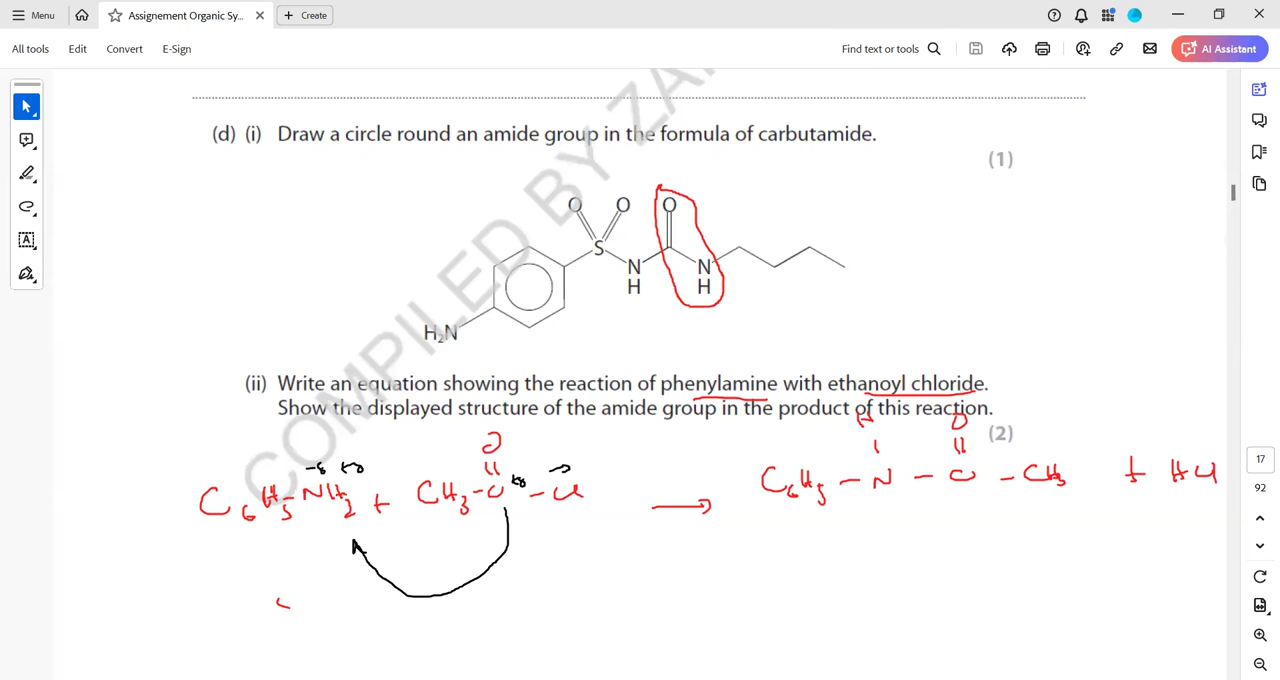 Menu
Assignement Organic Sy...
Create
All tools
Edit
Convert
E-Sign
Find text or tools
AI Assistant
(d) (i) Draw a circle round an amide group in the formula of carbutamide.
(1)
O O O
S
N N
H H
H₂N
COMPILED BY ZA
(ii) Write an equation showing the reaction of phenylamine with ethanoyl chloride.
Show the displayed structure of the amide group in the product of this reaction.
(2)
H O
O
C₆H₅-NH₂ + CH₃-C-Cl → C₆H₅-N-C-CH₃ + HCl
17
92